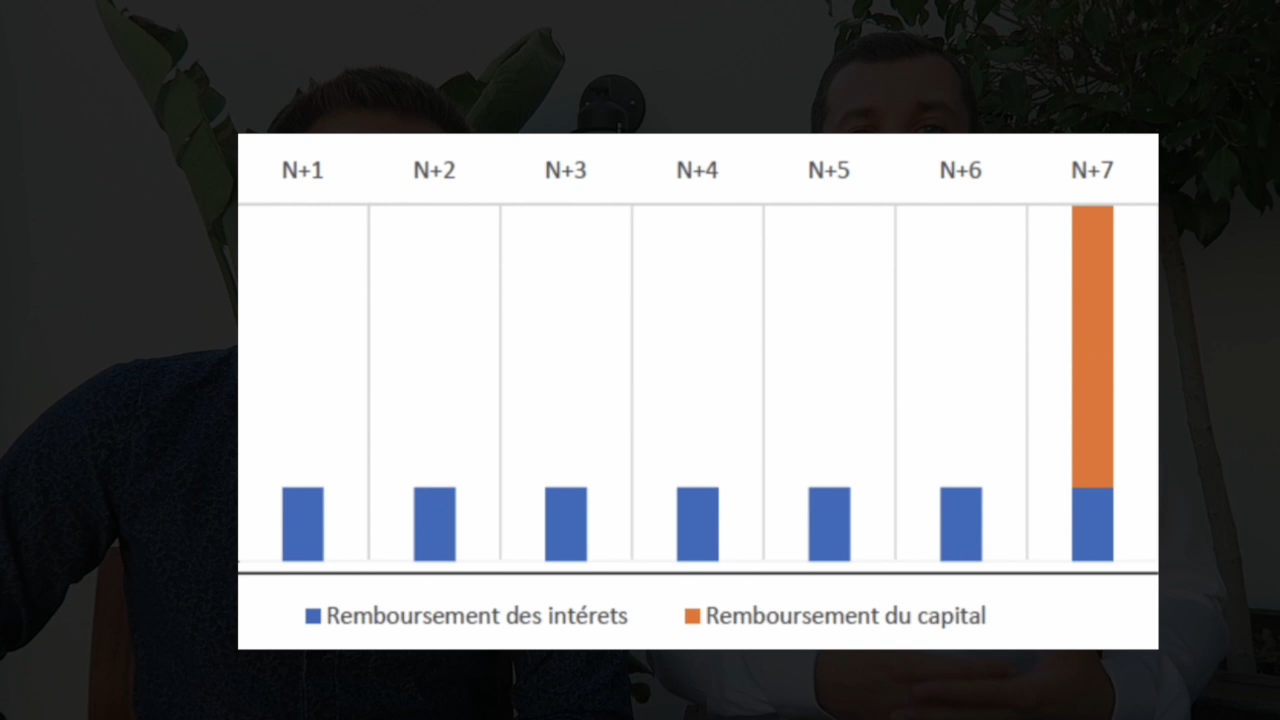 N+1 N+2 N+3 N+4 N+5 N+6 N+7
Remboursement des intérets Remboursement du capital